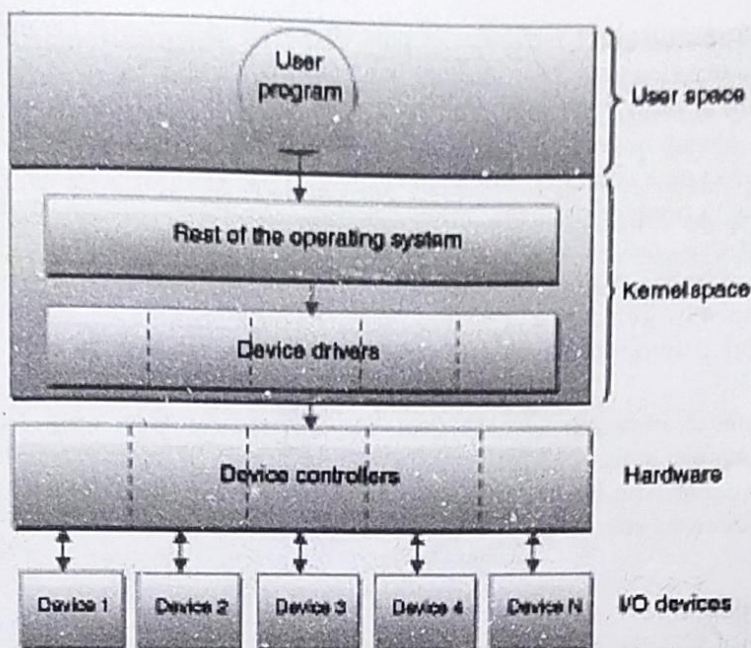 User
program
User space
Rest of the operating system
Kernel space
Device drivers
Device controllers
Hardware
Device 1
Device 2
Device 3
Device 4
Device N
I/O devices